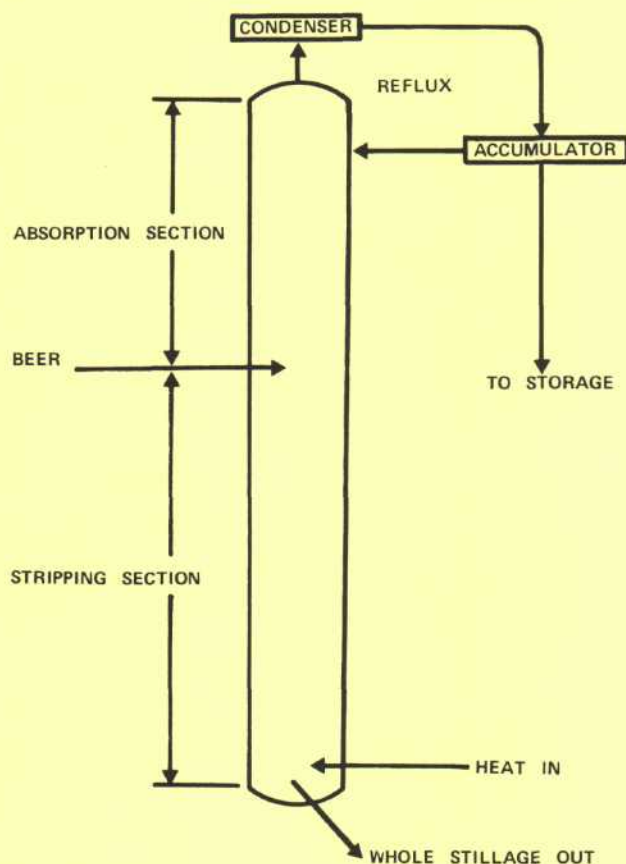 CONDENSER
REFLUX
ACCUMULATOR
ABSORPTION SECTION
BEER
TO STORAGE
STRIPPING SECTION
HEAT IN
WHOLE STILLAGE OUT